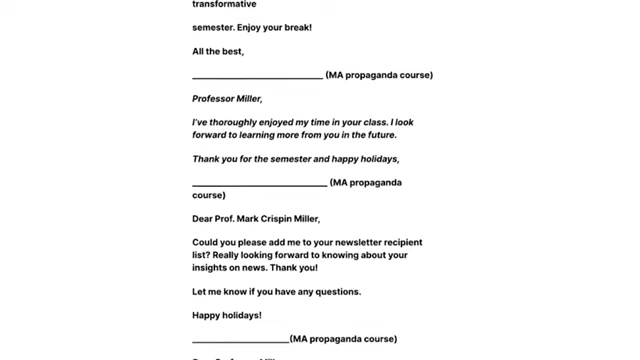 transformative
semester. Enjoy your break!
All the best,
____________________________ (MA propaganda course)
Professor Miller,
I've thoroughly enjoyed my time in your class. I look
forward to learning more from you in the future.
Thank you for the semester and happy holidays,
_____________________________ (MA propaganda
course)
Dear Prof. Mark Crispin Miller,
Could you please add me to your newsletter recipient
list? Really looking forward to knowing about your
insights on news. Thank you!
Let me know if you have any questions.
Happy holidays!
_____________________(MA propaganda course)